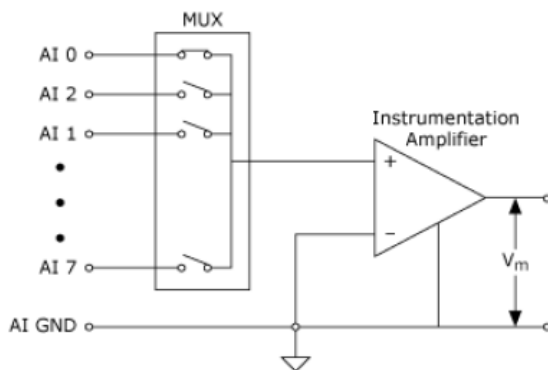 MUX
AI 0
AI 2
AI 1
Instrumentation
Amplifier
+
−
AI 7
Vm
AI GND